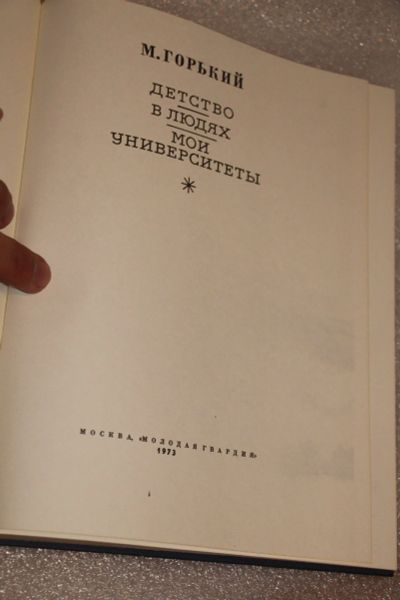 М. ГОРЬКИЙ
ДЕТСТВО
В ЛЮДЯХ
МОИ
УНИВЕРСИТЕТЫ
*
МОСКВА, «МОЛОДАЯ ГВАРДИЯ»
1973